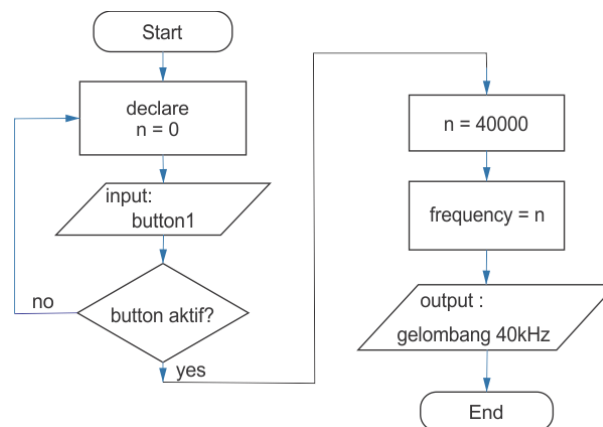 Start
declare
n = 0
input:
button1
button aktif?
no
yes
n = 40000
frequency = n
output :
gelombang 40kHz
End